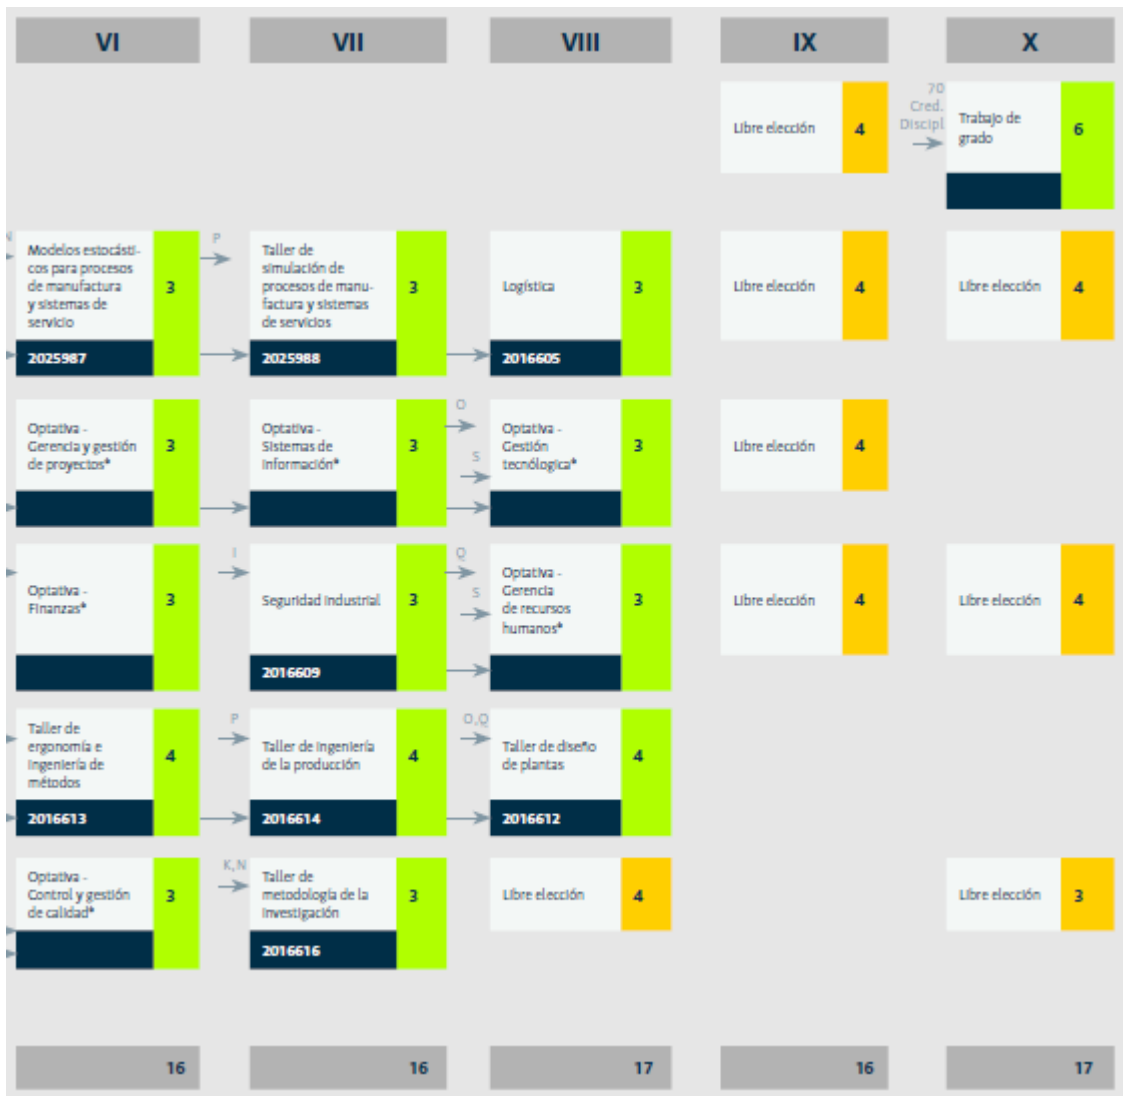 VI
VII
VIII
IX
X
Libre elección
4
70
Cred.
Discipl
Trabajo de
grado
6
N
Modelos estocásti-
cos para procesos
de manufactura
y sistemas de
servicio
3
2025987
P
Taller de
simulación de
procesos de manu-
factura y sistemas
de servicios
3
2025988
Logística
3
2016605
Libre elección
4
Libre elección
4
Optativa -
Gerencia y gestión
de proyectos*
3
Optativa -
Sistemas de
información*
3
O
S
Optativa -
Gestión
tecnólogica*
3
Libre elección
4
Optativa -
Finanzas*
3
I
Seguridad industrial
3
2016609
Q
S
Optativa -
Gerencia
de recursos
humanos*
3
Libre elección
4
Libre elección
4
Taller de
ergonomía e
ingeniería de
métodos
4
2016613
P
Taller de ingeniería
de la producción
4
2016614
O,Q
Taller de diseño
de plantas
4
2016612
Optativa -
Control y gestión
de calidad*
3
K,N
Taller de
metodología de la
investigación
3
2016616
Libre elección
4
Libre elección
3
16
16
17
16
17